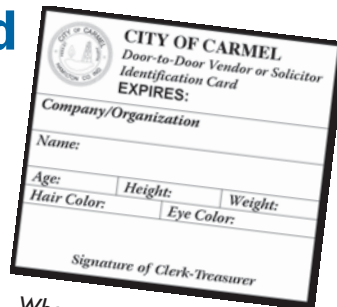 d
CITY OF CARMEL
CITY OF CARMEL
Door-to-Door Vendor or Solicitor
Identification Card
EXPIRES:
Company/Organization
Name:
Age: Height: Weight:
Hair Color: Eye Color:
Signature of Clerk-Treasurer